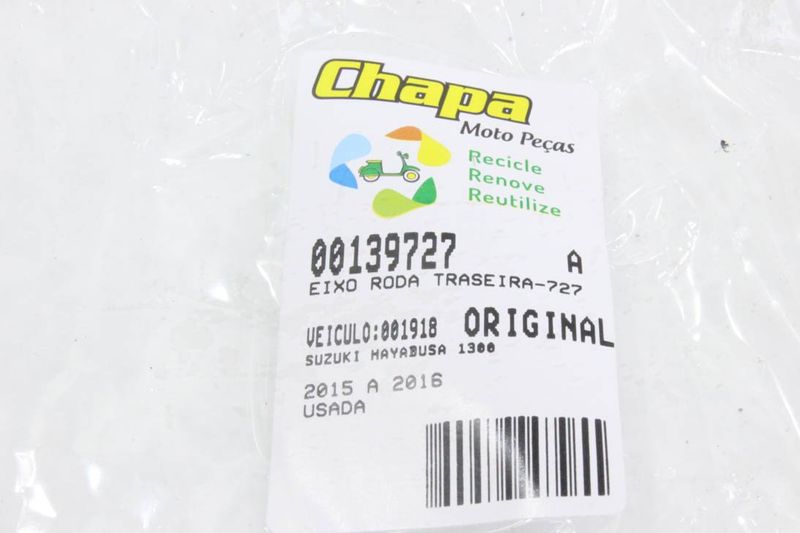 Chapa
Moto Peças
Recicle
Renove
Reutilize
00139727 A
EIXO RODA TRASEIRA-727
VEICULO:001918 ORIGINAL
SUZUKI HAYABUSA 1300
2015 A 2016
USADA